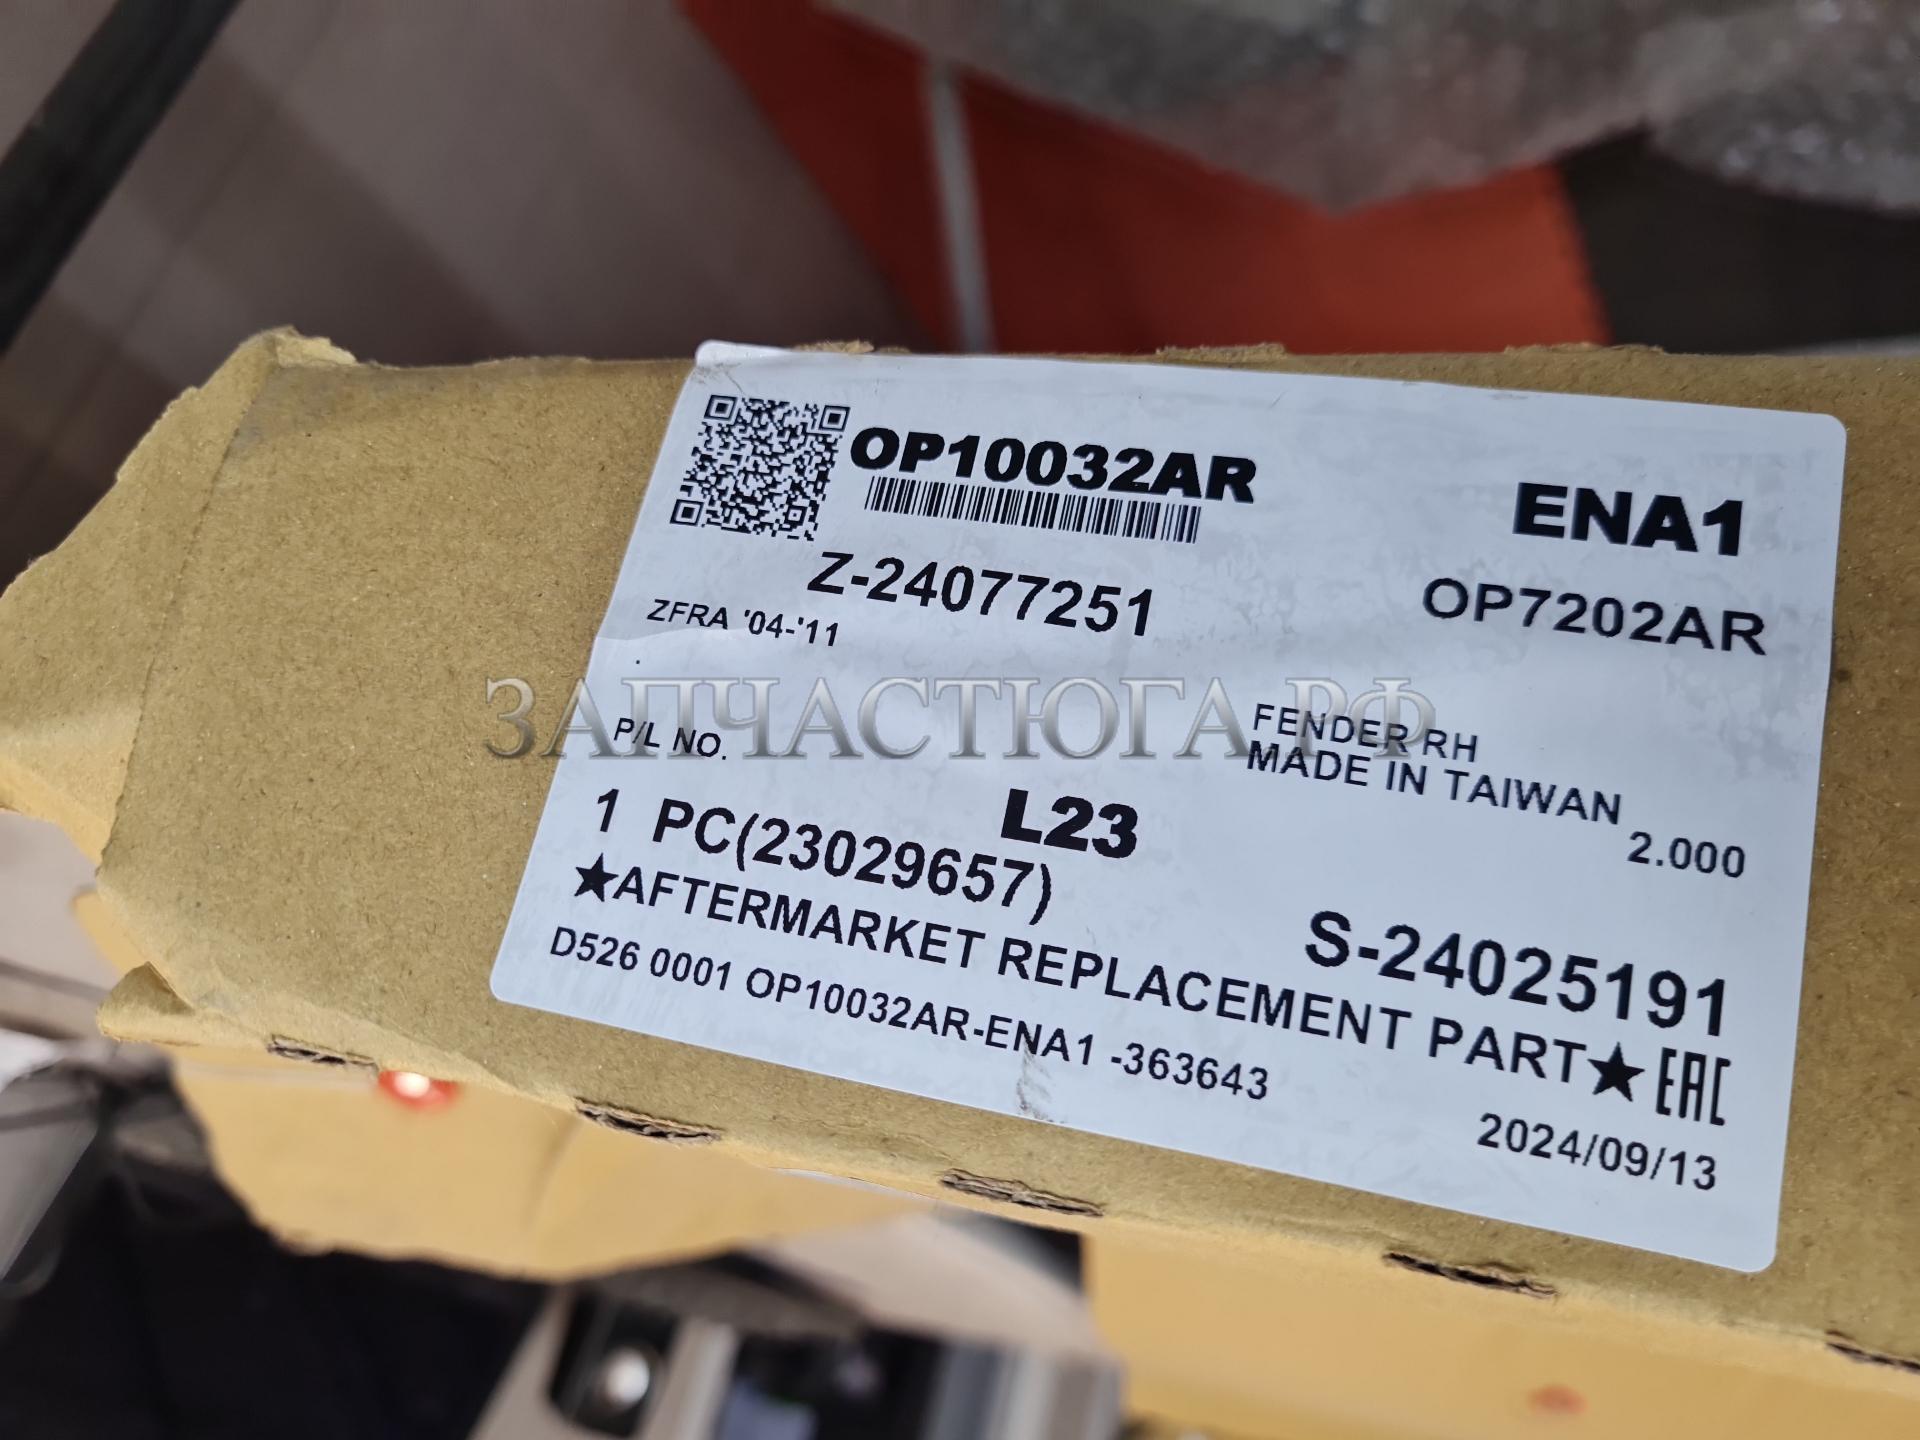 OP10032AR
ENA1
Z-24077251
OP7202AR
ZFRA '04-'11
ЗАПЧАСТЮГА.РФ
P/L NO.
FENDER RH
MADE IN TAIWAN
L23
2.000
1 PC(23029657)
S-24025191
★AFTERMARKET REPLACEMENT PART★ EAC
D526 0001 OP10032AR-ENA1 -363643
2024/09/13